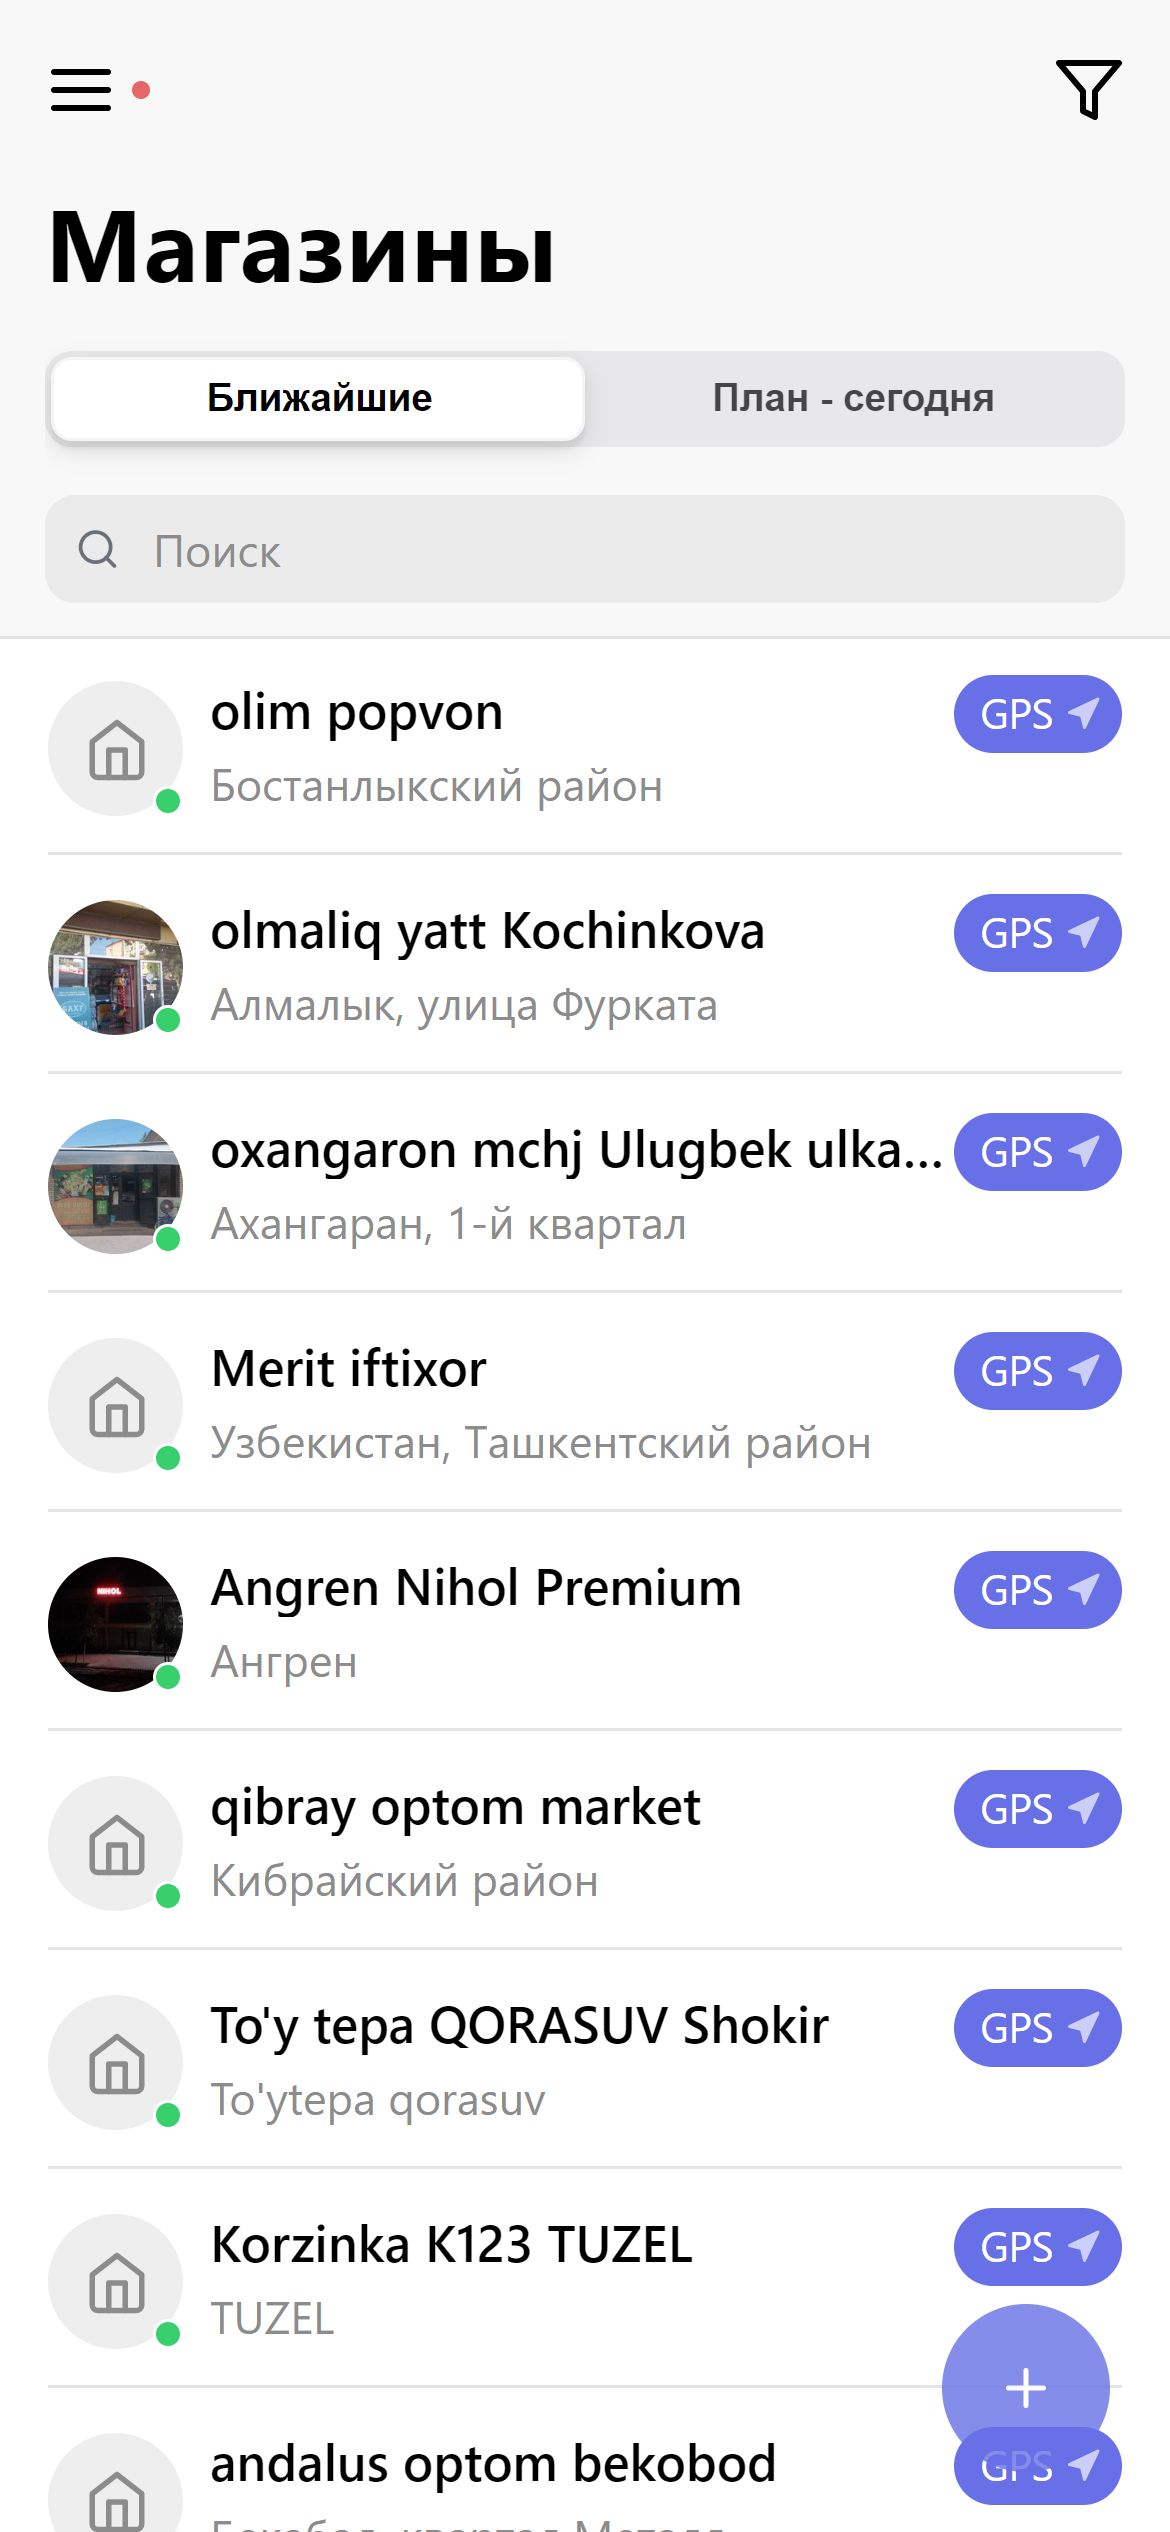 Магазины
Ближайшие
План - сегодня
Поиск
olim popvon
GPS
Бостанлыкский район
olmaliq yatt Kochinkova
GPS
Алмалык, улица Фурката
oxangaron mchj Ulugbek ulka...
GPS
Ахангаран, 1-й квартал
Merit iftixor
GPS
Узбекистан, Ташкентский район
NIHOL
Angren Nihol Premium
GPS
Ангрен
qibray optom market
GPS
Кибрайский район
To'y tepa QORASUV Shokir
GPS
To'ytepa qorasuv
Korzinka K123 TUZEL
GPS
TUZEL
andalus optom bekobod
GPS